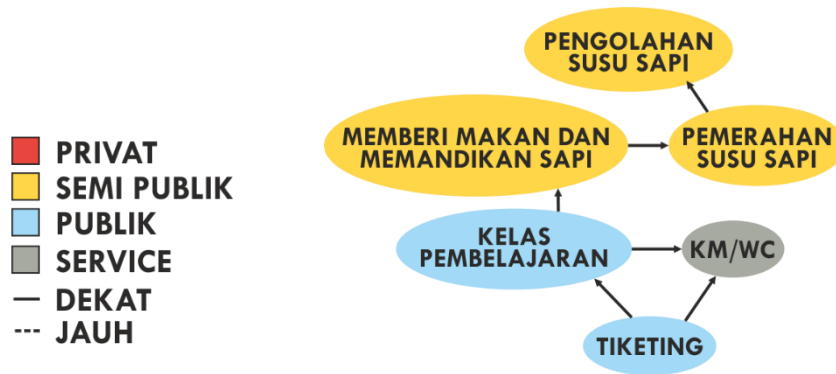 PRIVAT
SEMI PUBLIK
PUBLIK
SERVICE
DEKAT
JAUH
PENGOLAHAN
SUSU SAPI
MEMBERI MAKAN DAN
MEMANDIKAN SAPI
PEMERAHAN
SUSU SAPI
KELAS
PEMBELAJARAN
KM/WC
TIKETING